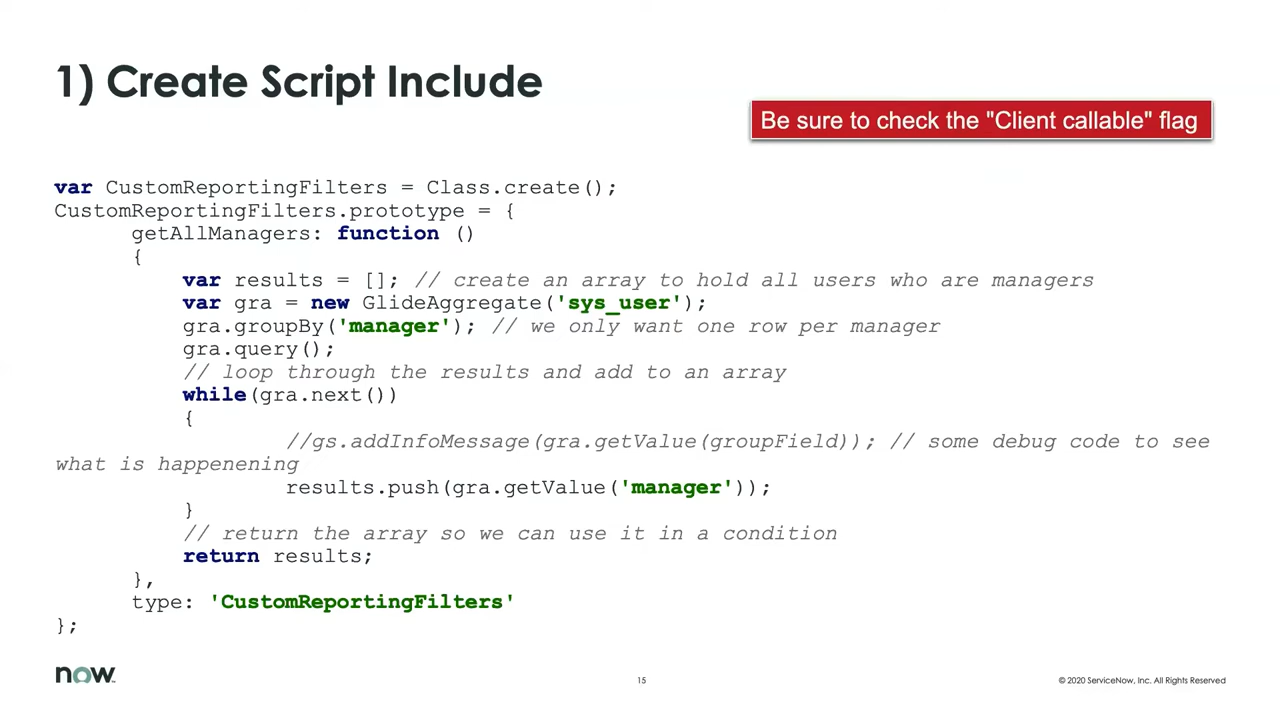 1) Create Script Include
Be sure to check the "Client callable" flag
var CustomReportingFilters = Class.create();
CustomReportingFilters.prototype = {
getAllManagers: function ()
{
var results = []; // create an array to hold all users who are managers
var gra = new GlideAggregate('sys_user');
gra.groupBy('manager'); // we only want one row per manager
gra.query();
// loop through the results and add to an array
while(gra.next())
{
//gs.addInfoMessage(gra.getValue(groupField)); // some debug code to see
what is happenening
results.push(gra.getValue('manager'));
}
// return the array so we can use it in a condition
return results;
},
type: 'CustomReportingFilters'
};
now
15
© 2020 ServiceNow, Inc. All Rights Reserved